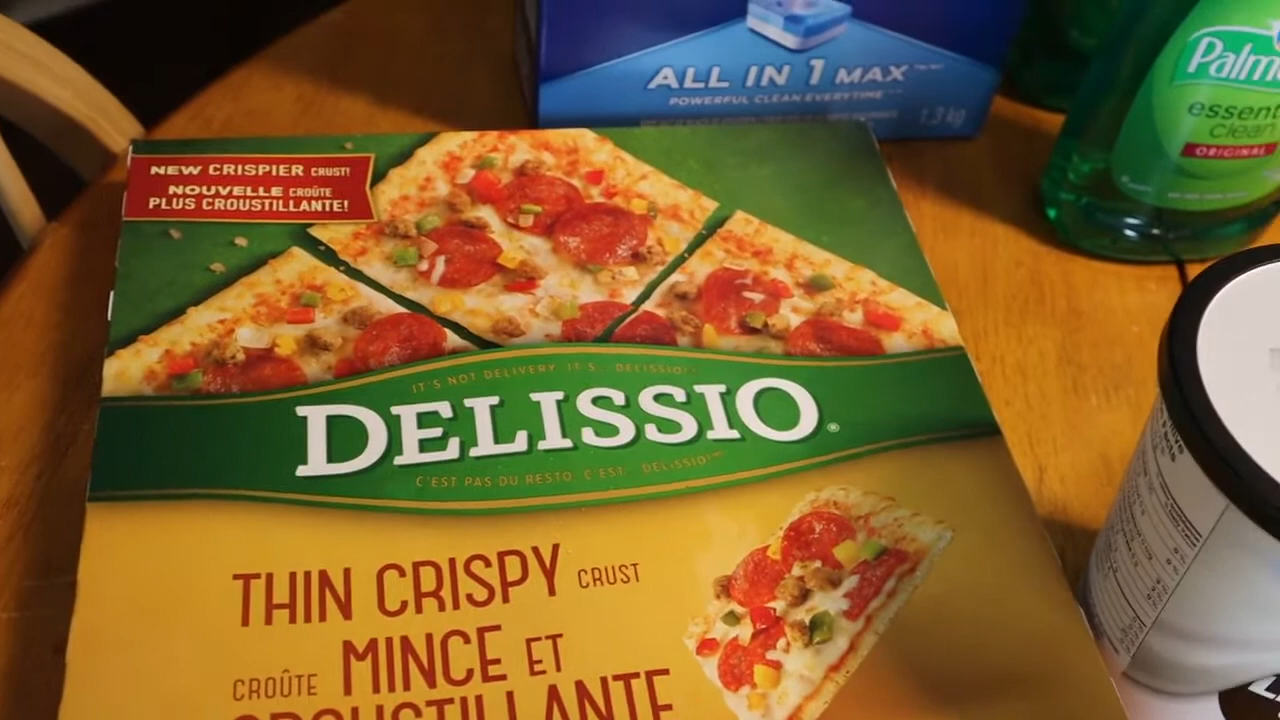 ALL IN 1 MAX
POWERFUL CLEAN EVERYTIME
1,3 kg
Palm
essent
clean
ORIGINAL
NEW CRISPIER CRUST!
NOUVELLE CROÛTE
PLUS CROUSTILLANTE!
IT'S NOT DELIVERY. IT'S... DELISSIO!
DELISSIO®
C'EST PAS DU RESTO, C'EST... DELISSIO!
THIN CRISPY CRUST
CROÛTE MINCE ET
CROUSTILLANTE